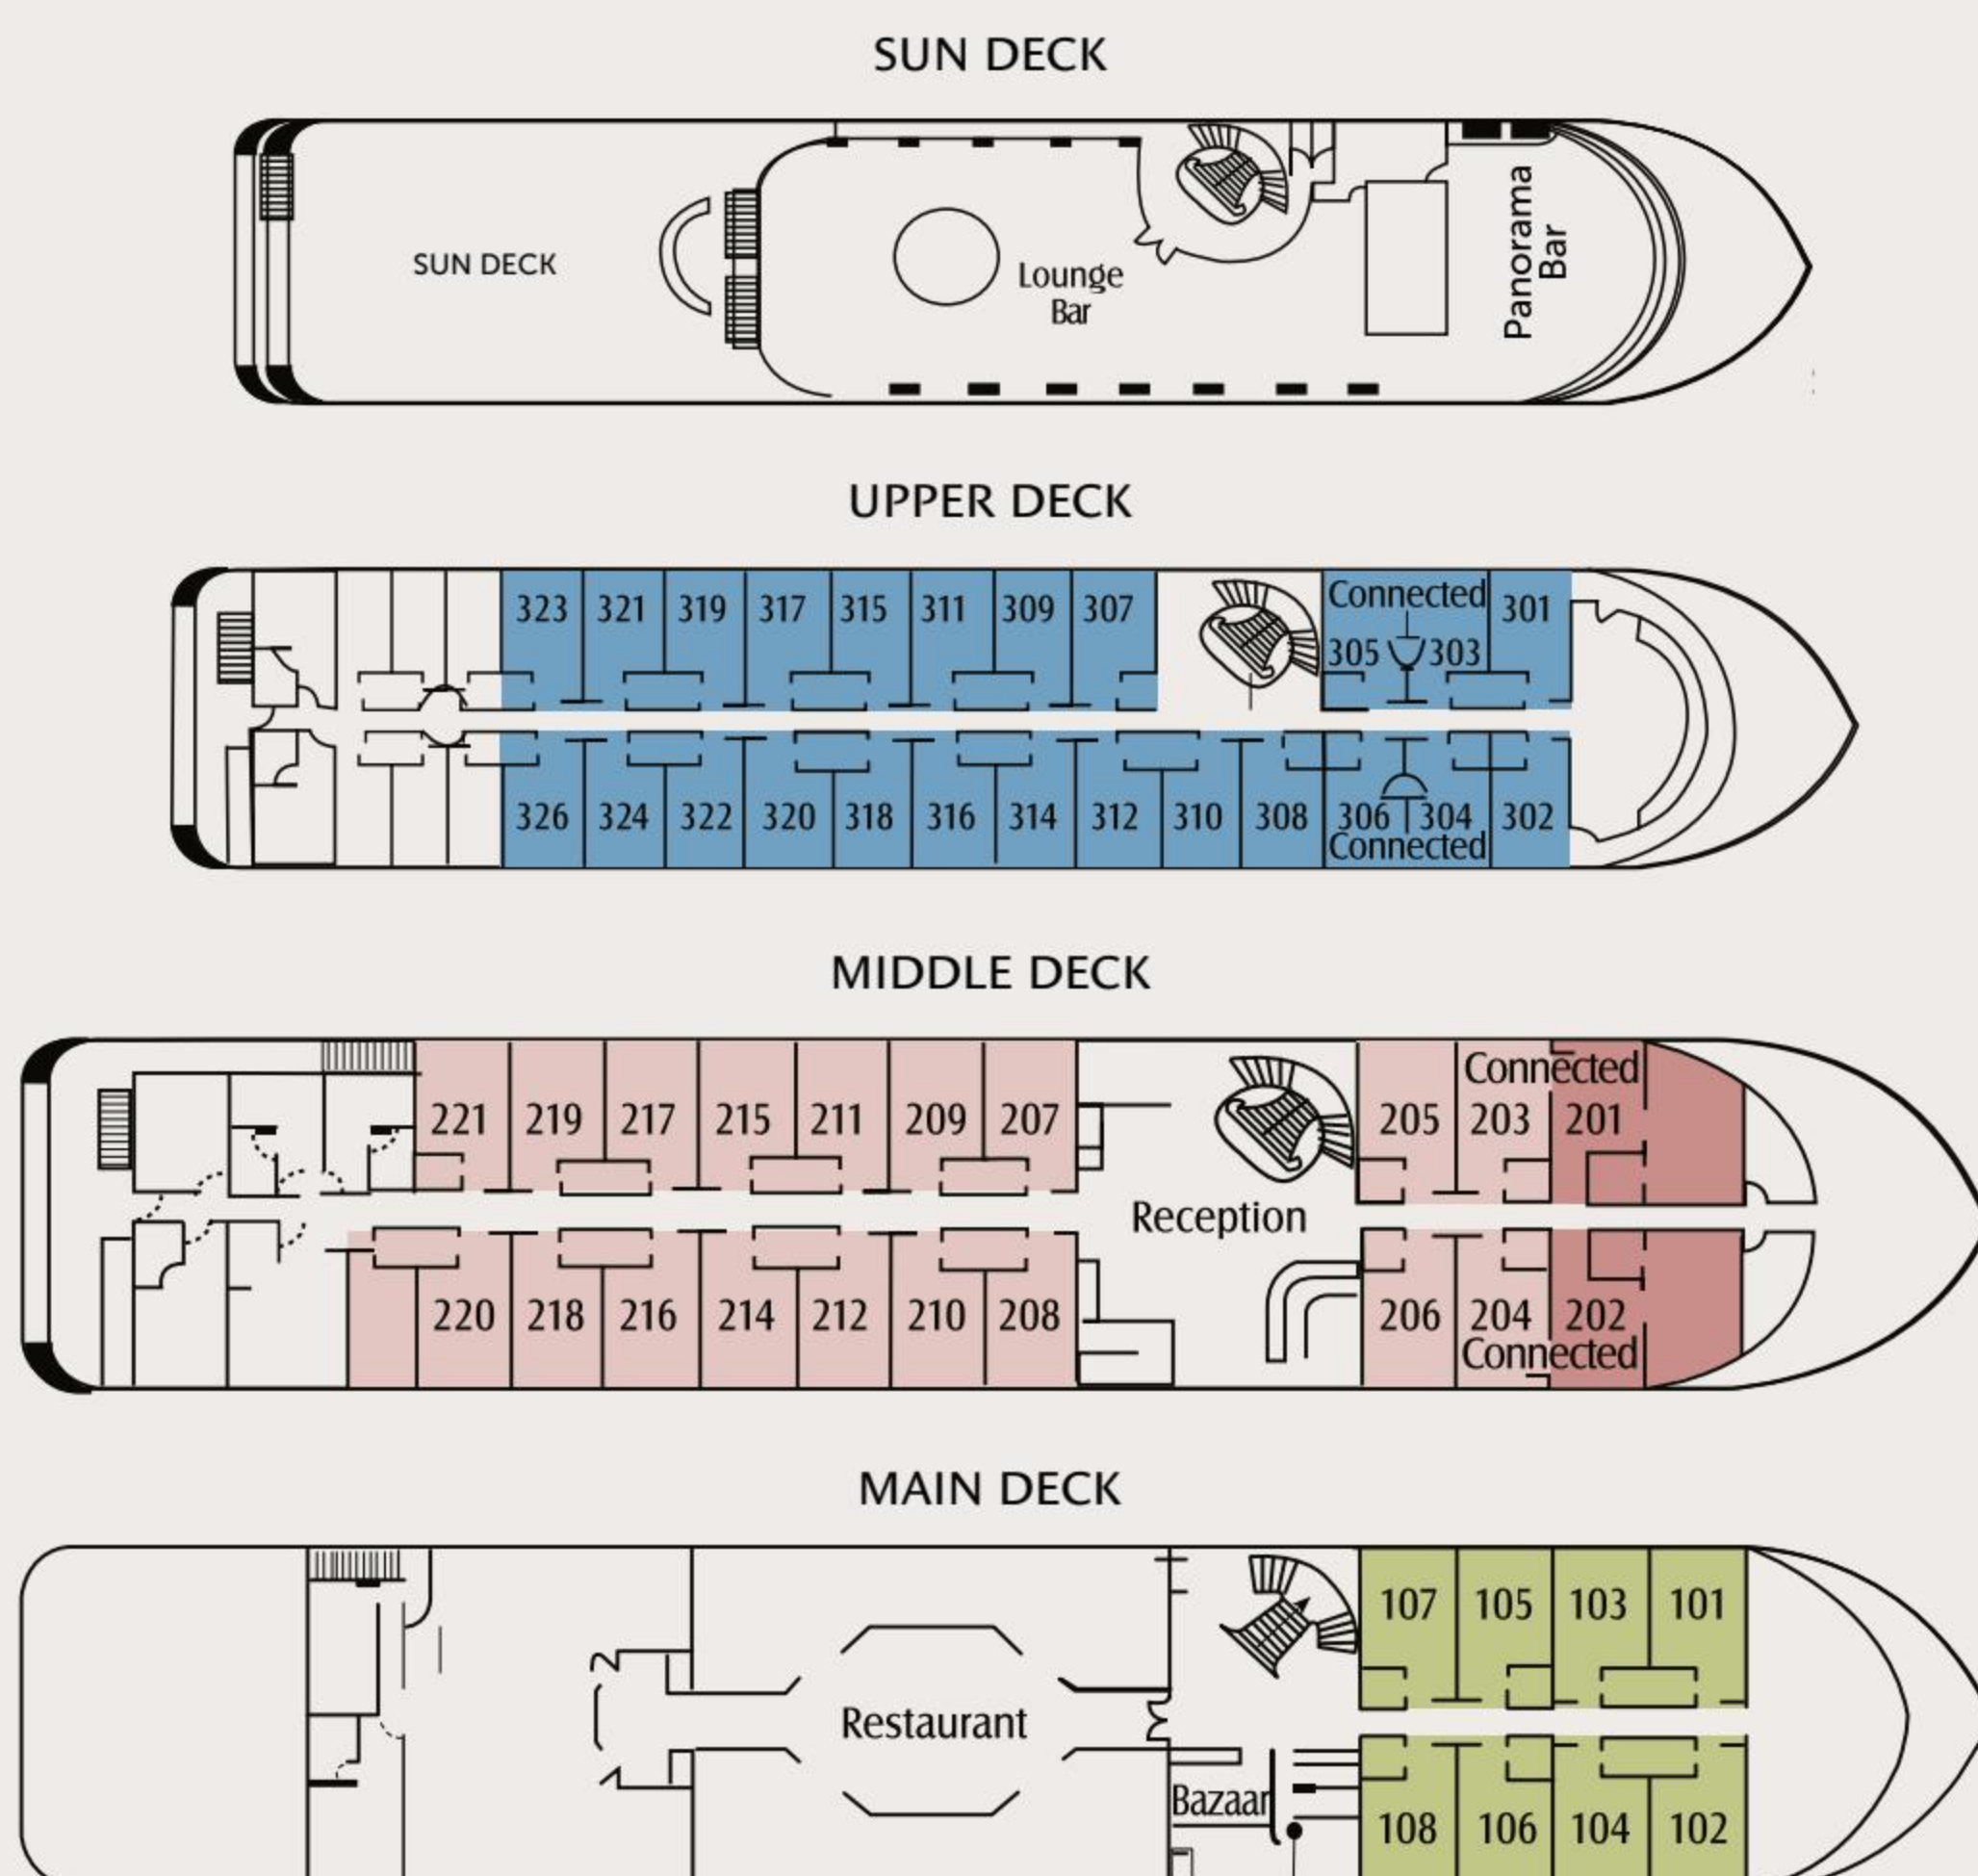 SUN DECK
SUN DECK
Lounge
Bar
Panorama
Bar
UPPER DECK
323 321 319 317 315 311 309 307 Connected 301
305 303
326 324 322 320 318 316 314 312 310 308 306 304 302
Connected
MIDDLE DECK
Connected
221 219 217 215 211 209 207 205 203 201
Reception
220 218 216 214 212 210 208 206 204 202
Connected
MAIN DECK
107 105 103 101
Restaurant
Bazaar
108 106 104 102